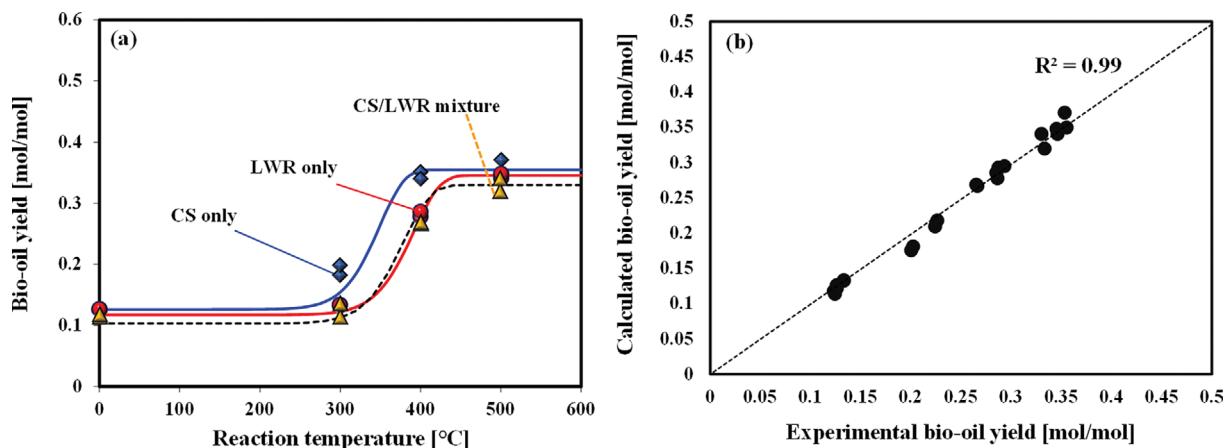 (a)
Bio-oil yield [mol/mol]
0.6
0.5
0.4
0.3
0.2
0.1
0
CS/LWR mixture
LWR only
CS only
0 100 200 300 400 500 600
Reaction temperature [°C]
(b)
Calculated bio-oil yield [mol/mol]
0.5
0.45
0.4
0.35
0.3
0.25
0.2
0.15
0.1
0.05
0
R² = 0.99
0 0.05 0.1 0.15 0.2 0.25 0.3 0.35 0.4 0.45 0.5
Experimental bio-oil yield [mol/mol]